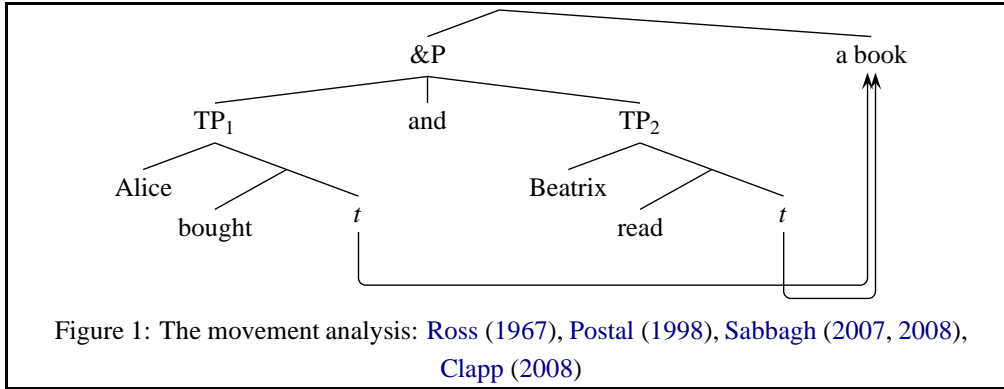 &P a book
TP1 and TP2
Alice Beatrix
bought t read t
Figure 1: The movement analysis: Ross (1967), Postal (1998), Sabbagh (2007, 2008),
Clapp (2008)